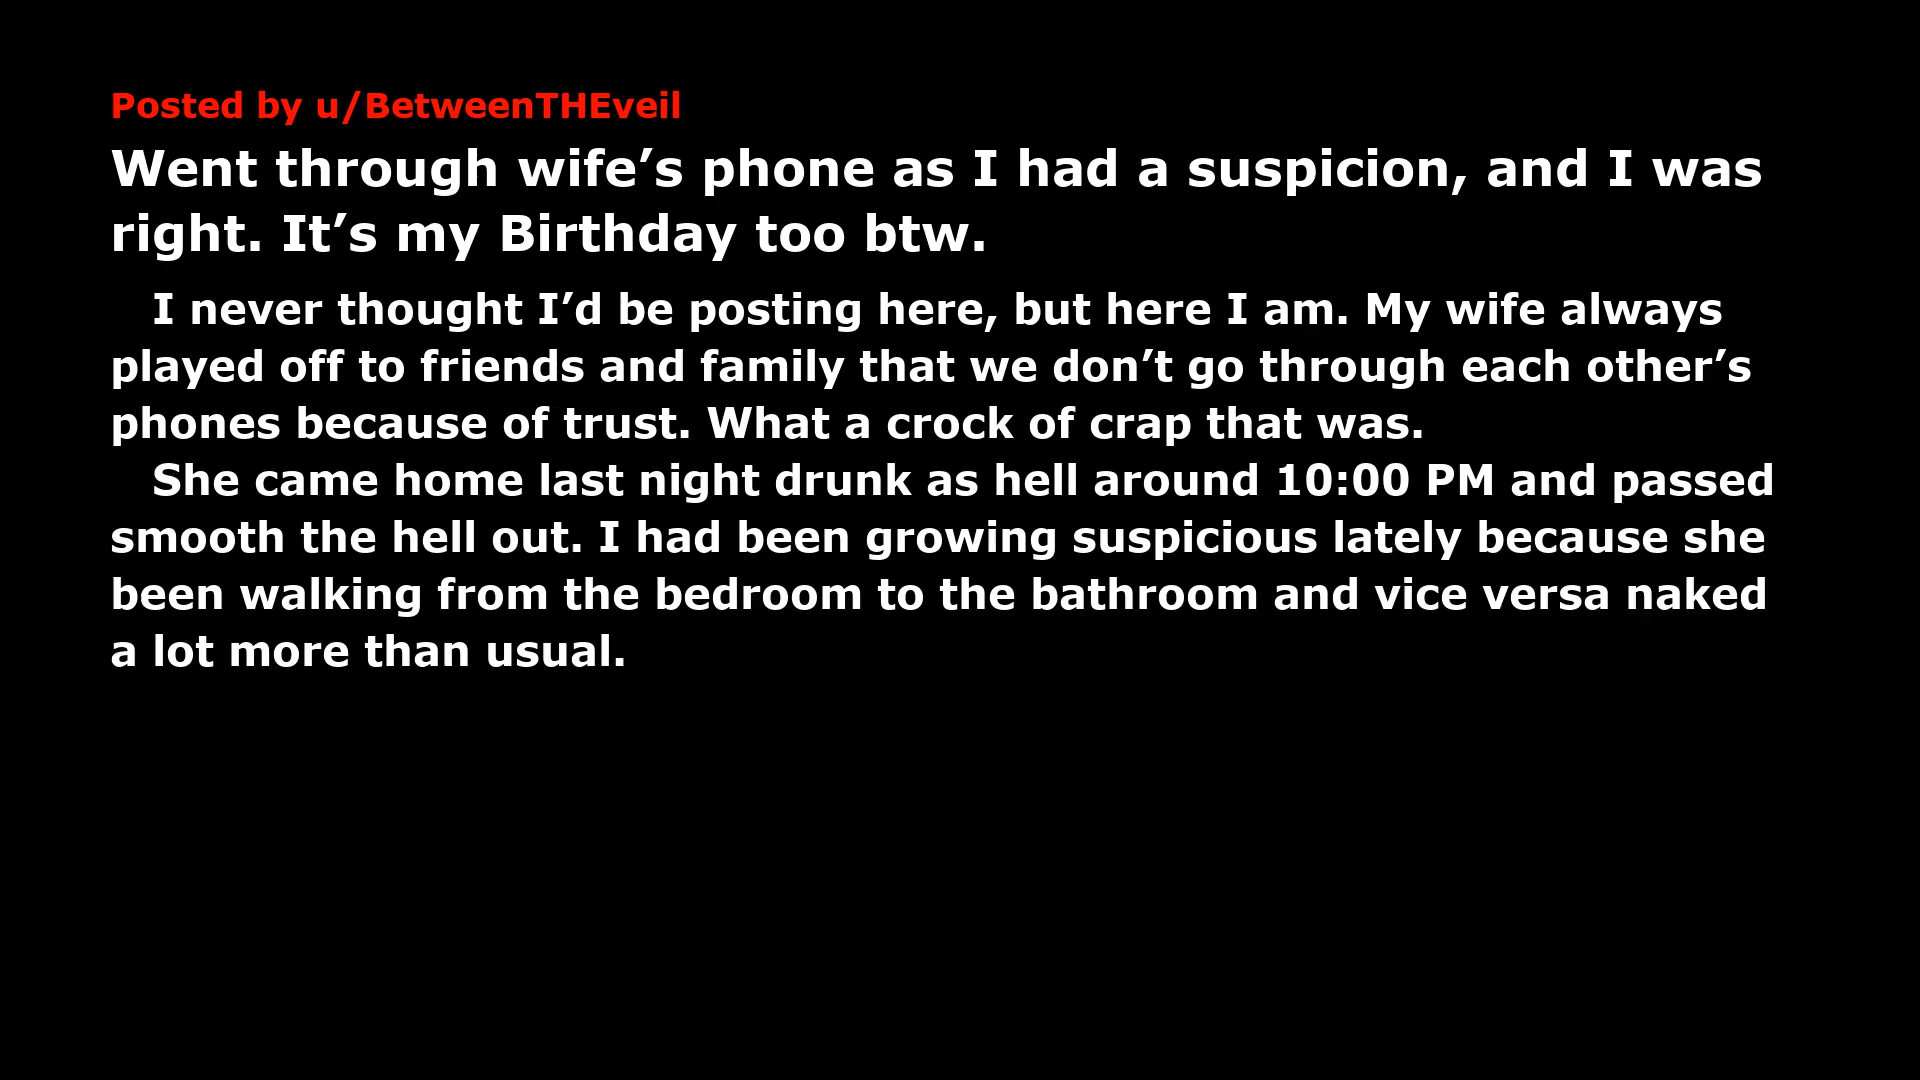 Posted by u/BetweenTHEveil
Went through wife’s phone as I had a suspicion, and I was
right. It’s my Birthday too btw.
I never thought I’d be posting here, but here I am. My wife always
played off to friends and family that we don’t go through each other’s
phones because of trust. What a crock of crap that was.
She came home last night drunk as hell around 10:00 PM and passed
smooth the hell out. I had been growing suspicious lately because she
been walking from the bedroom to the bathroom and vice versa naked
a lot more than usual.